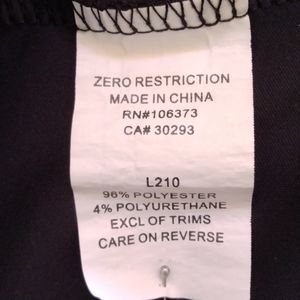 ZERO RESTRICTION
MADE IN CHINA
RN#106373
CA# 30293
L210
96% POLYESTER
4% POLYURETHANE
EXCL OF TRIMS
CARE ON REVERSE